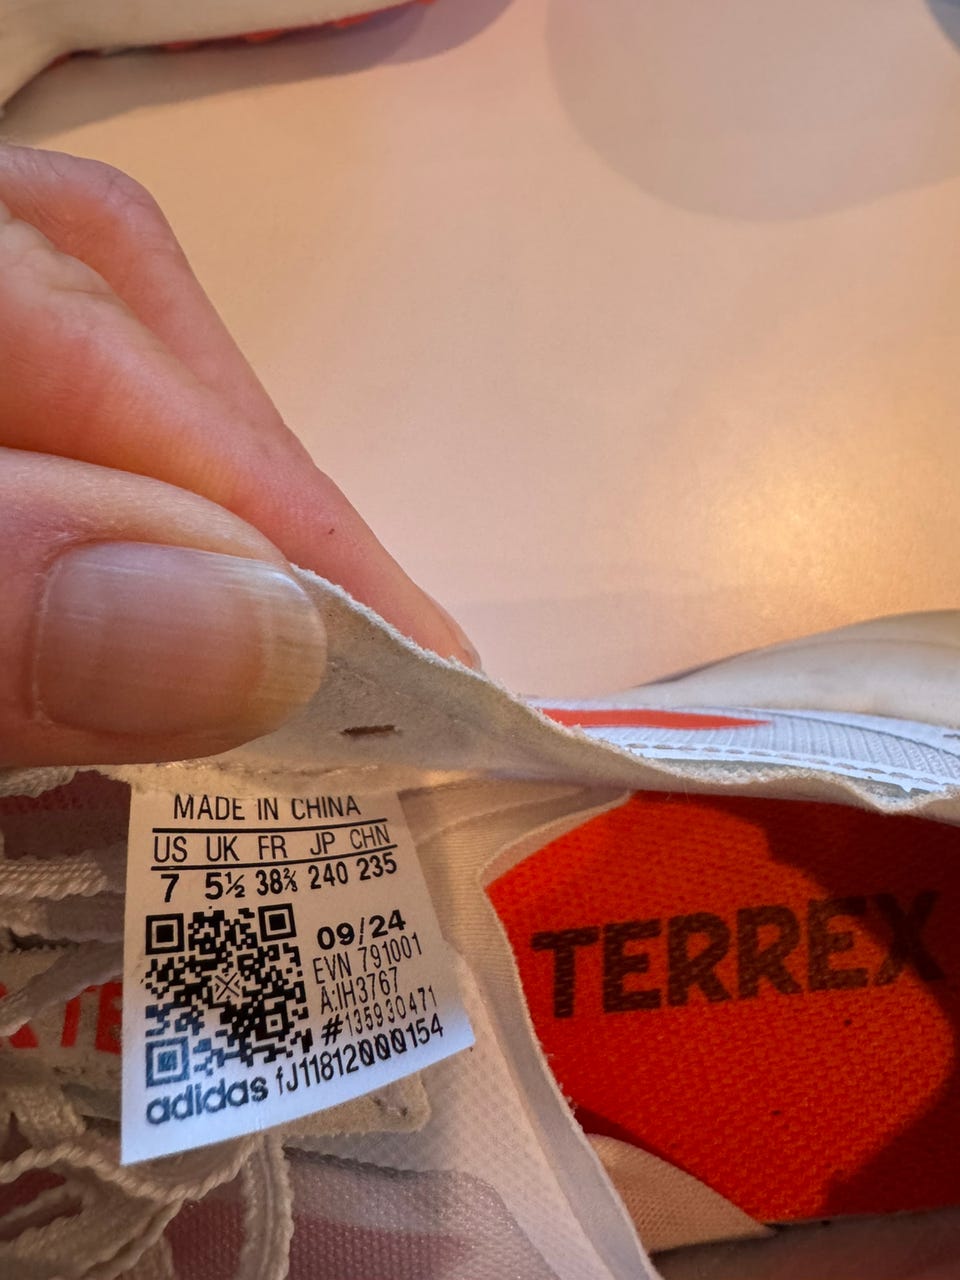 MADE IN CHINA
US UK FR JP CHN
7 5½ 38⅔ 240 235
09/24
EVN 791001
A:IH3767
#135930471
adidas fJ11812000154
TERREX